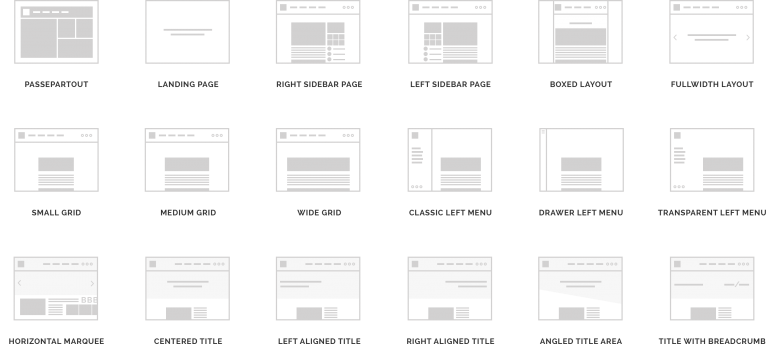 PASSEPARTOUT
LANDING PAGE
RIGHT SIDEBAR PAGE
LEFT SIDEBAR PAGE
BOXED LAYOUT
FULLWIDTH LAYOUT
SMALL GRID
MEDIUM GRID
WIDE GRID
CLASSIC LEFT MENU
DRAWER LEFT MENU
TRANSPARENT LEFT MENU
HORIZONTAL MARQUEE
CENTERED TITLE
LEFT ALIGNED TITLE
RIGHT ALIGNED TITLE
ANGLED TITLE AREA
TITLE WITH BREADCRUMB